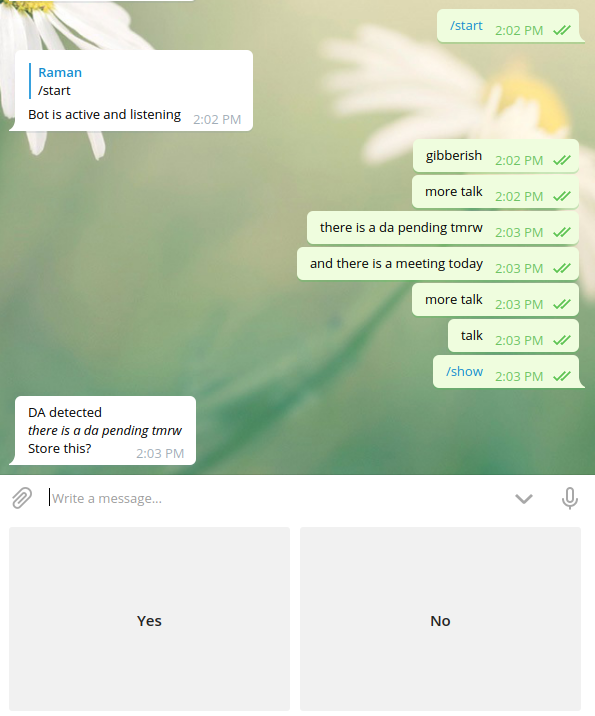 /start 2:02 PM
Raman
/start
Bot is active and listening 2:02 PM
gibberish 2:02 PM
more talk 2:02 PM
there is a da pending tmrw 2:03 PM
and there is a meeting today 2:03 PM
more talk 2:03 PM
talk 2:03 PM
/show 2:03 PM
DA detected
there is a da pending tmrw
Store this? 2:03 PM
Write a message...
Yes No